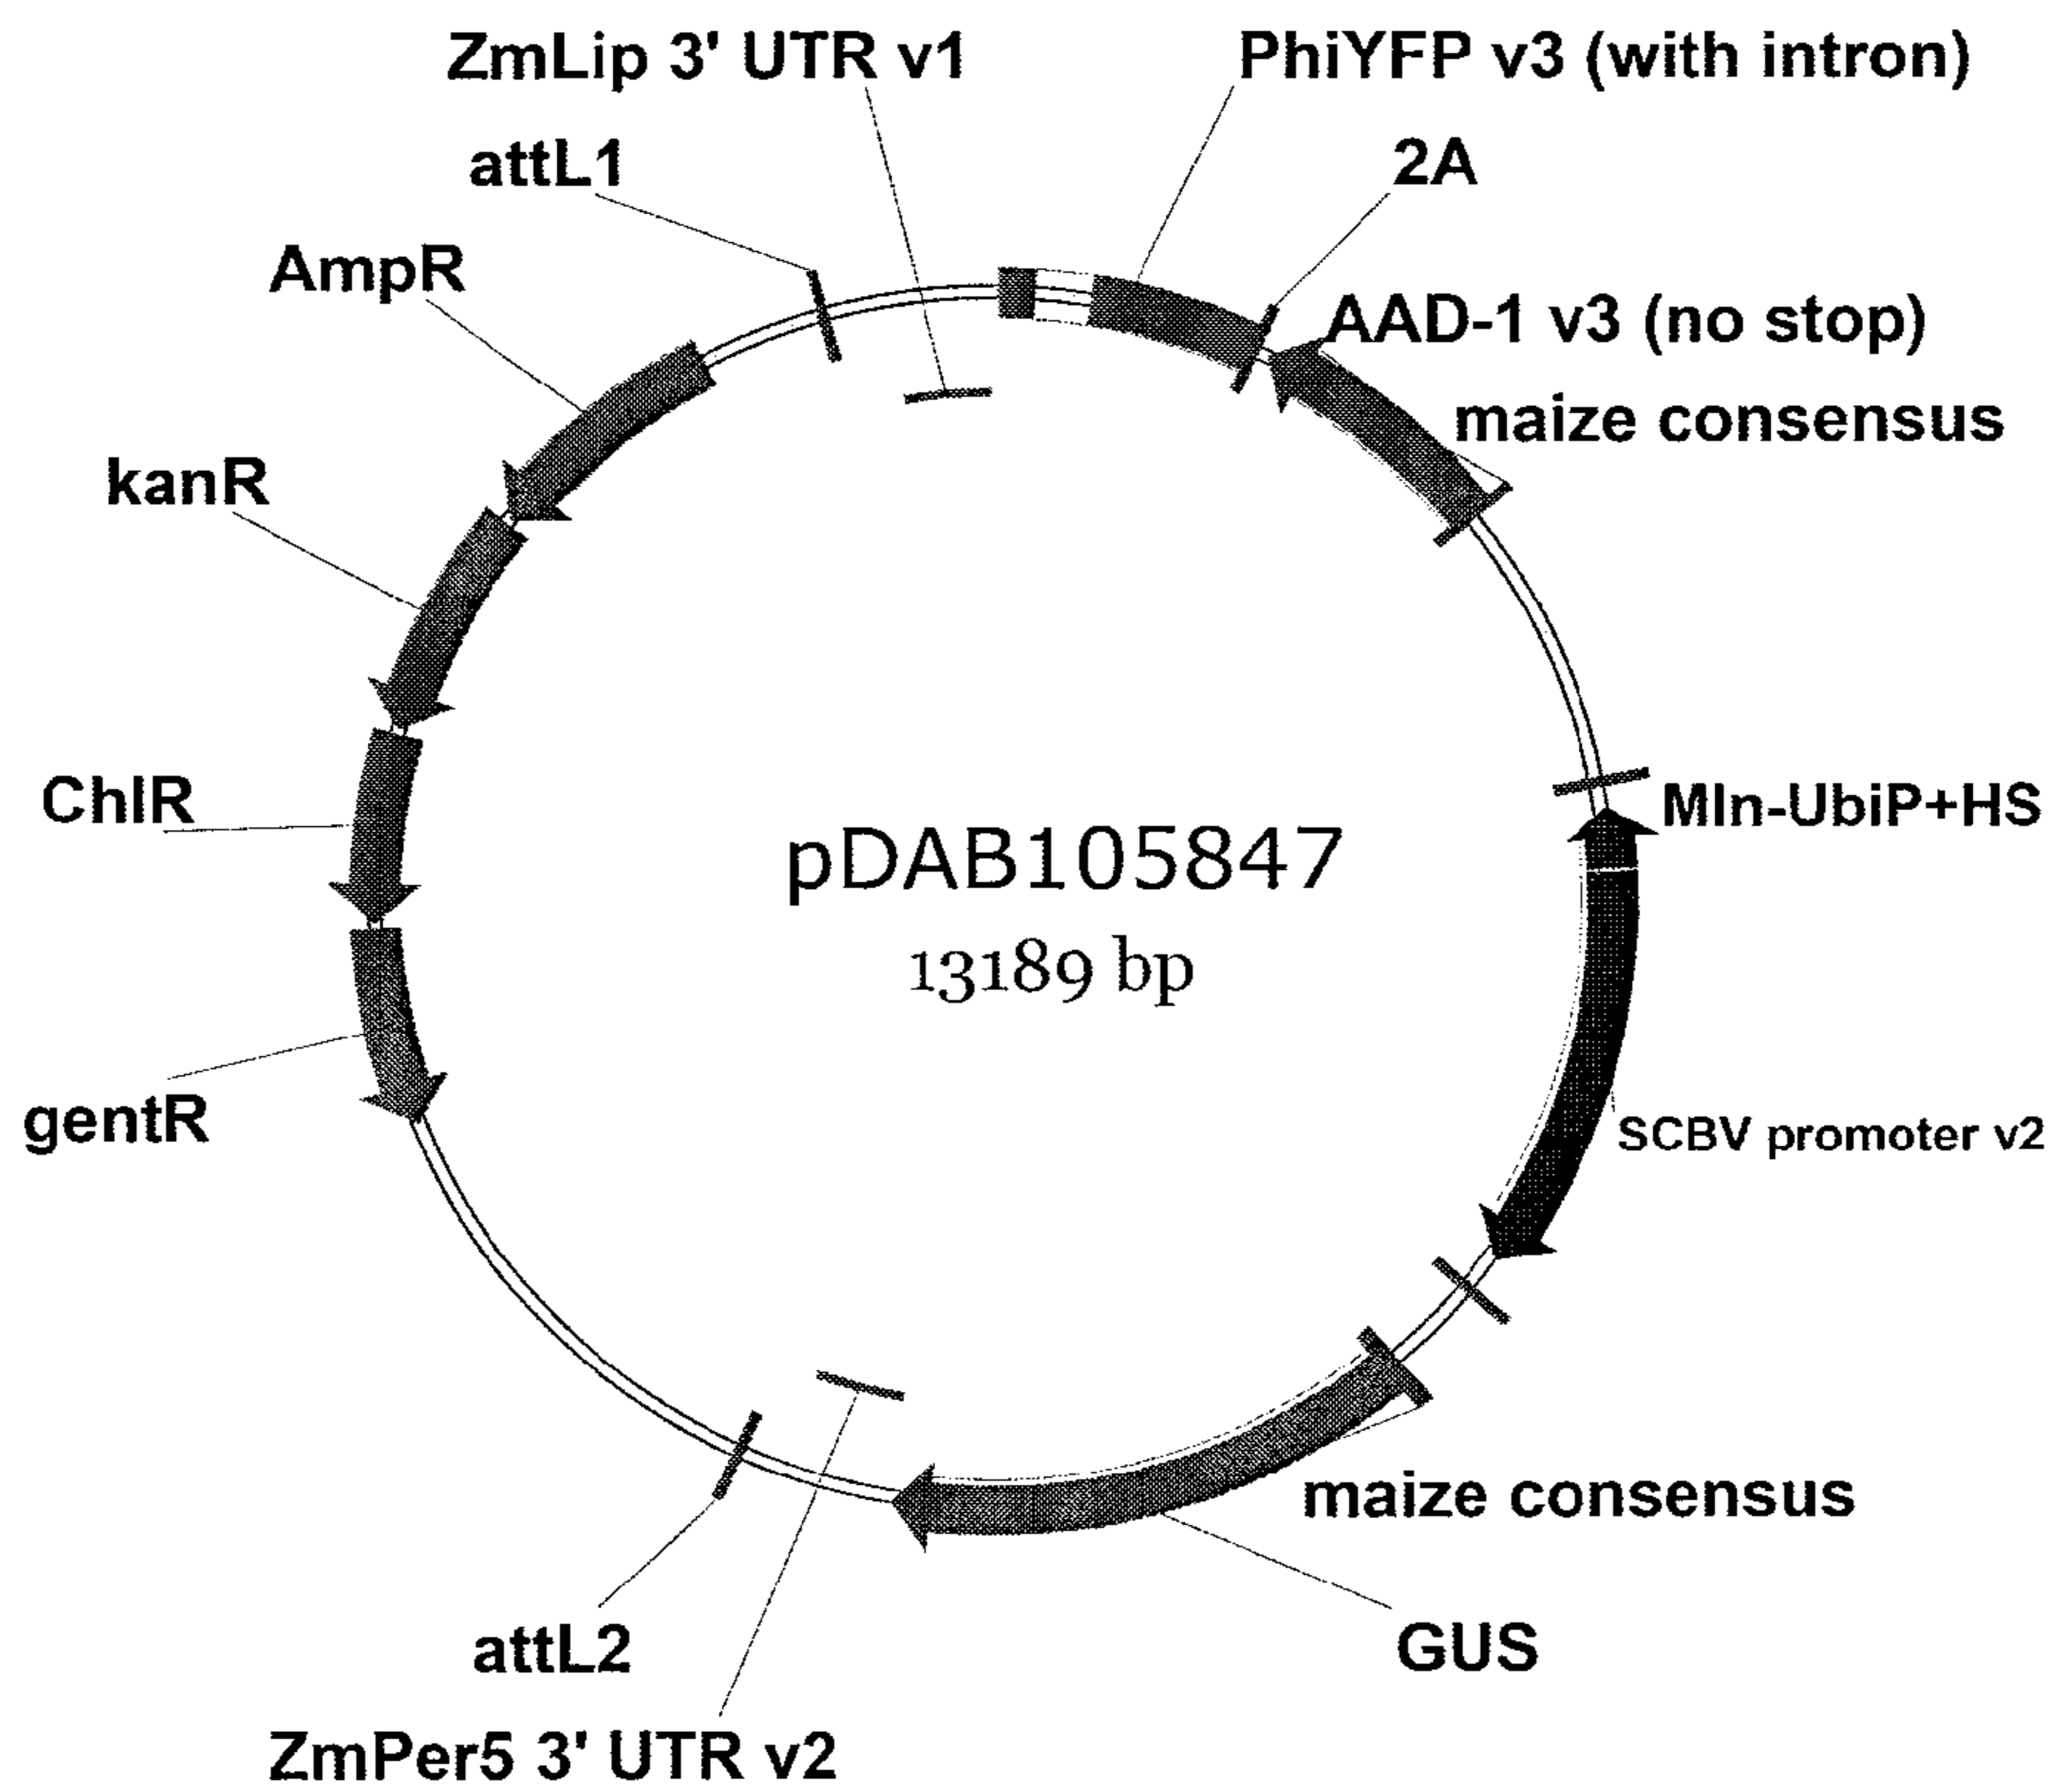 ZmLip 3' UTR v1
PhiYFP v3 (with intron)
attL1
2A
AmpR
AAD-1 v3 (no stop)
maize consensus
kanR
ChlR
MIn-UbiP+HS
pDAB105847
13189 bp
gentR
SCBV promoter v2
maize consensus
attL2
GUS
ZmPer5 3' UTR v2